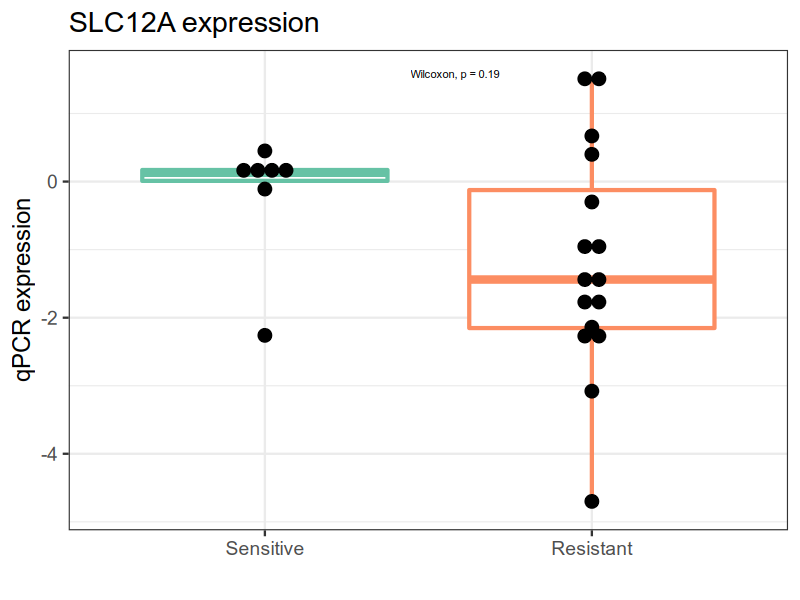 SLC12A expression
Wilcoxon, p = 0.19
qPCR expression
0
-2
-4
Sensitive
Resistant